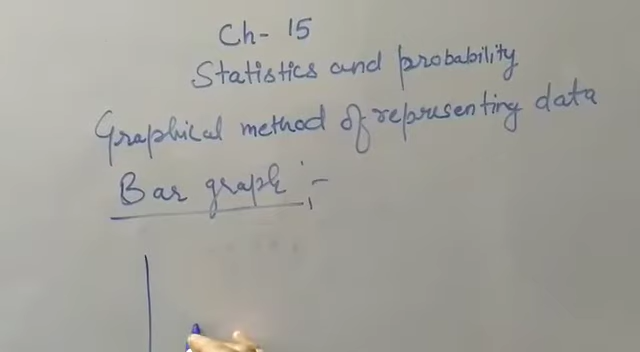 Ch- 15
Statistics and probability
Graphical method of representing data
Bar graph :-